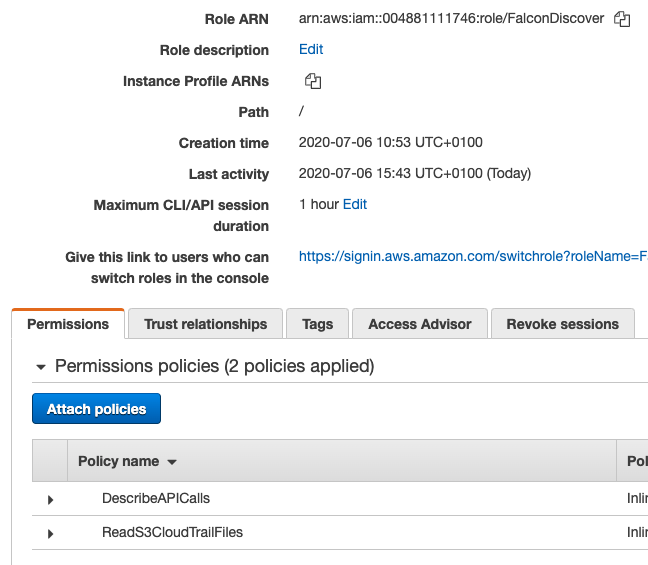 Role ARN arn:aws:iam::004881111746:role/FalconDiscover
Role description Edit
Instance Profile ARNs
Path /
Creation time 2020-07-06 10:53 UTC+0100
Last activity 2020-07-06 15:43 UTC+0100 (Today)
Maximum CLI/API session 1 hour Edit
duration
Give this link to users who can https://signin.aws.amazon.com/switchrole?roleName=F
switch roles in the console
Permissions Trust relationships Tags Access Advisor Revoke sessions
Permissions policies (2 policies applied)
Attach policies
Policy name Pol
DescribeAPICalls Inli
ReadS3CloudTrailFiles Inli